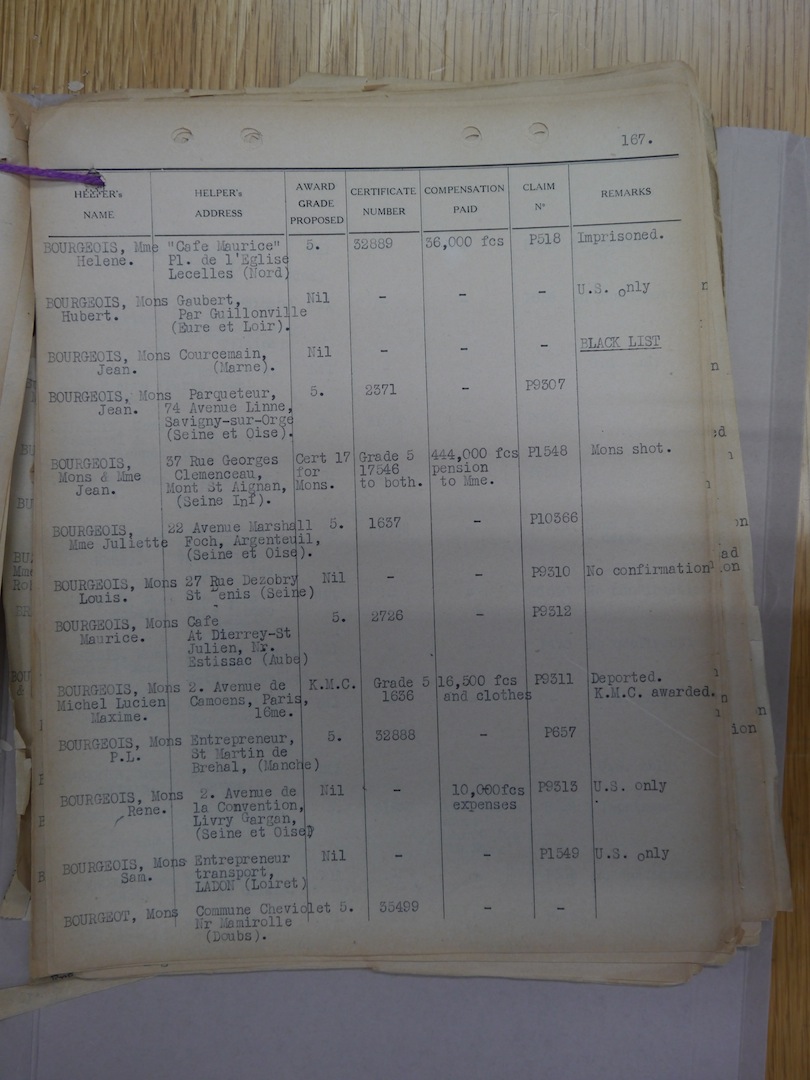 167.
HELPER's NAME | HELPER's ADDRESS | AWARD GRADE PROPOSED | CERTIFICATE NUMBER | COMPENSATION PAID | CLAIM Nº | REMARKS
BOURGEOIS, Mme "Cafe Maurice" 5. 32889 36,000 fcs P518 Imprisoned.
Helene. Pl. de l'Eglise
Lecelles (Nord)
BOURGEOIS, Mons Gaubert, Nil - - - U.S. only
Hubert. Par Guillonville
(Eure et Loir).
BOURGEOIS, Mons Courcemain, Nil - - - BLACK LIST
Jean. (Marne).
BOURGEOIS, Mons Parqueteur, 5. 2371 - P9307
Jean. 74 Avenue Linne,
Savigny-sur-Orge
(Seine et Oise).
BOURGEOIS, 37 Rue Georges Cert 17 Grade 5 444,000 fcs P1548 Mons shot.
Mons & Mme Clemenceau, for 17546 pension
Jean. Mont St Aignan, Mons. to both. to Mme.
(Seine Inf).
BOURGEOIS, 22 Avenue Marshall 5. 1637 - P10366
Mme Juliette Foch, Argenteuil,
(Seine et Oise).
BOURGEOIS, Mons 27 Rue Dezobry Nil - - P9310 No confirmation
Louis. St Denis (Seine)
BOURGEOIS, Mons Cafe 5. 2726 - P9312
Maurice. At Dierrey-St
Julien, Nr.
Estissac (Aube)
BOURGEOIS, Mons 2. Avenue de K.M.C. Grade 5 16,500 fcs P9311 Deported.
Michel Lucien Camoens, Paris, 1636 and clothes K.M.C. awarded.
Maxime. 16me.
BOURGEOIS, Mons Entrepreneur, 5. 32888 - P657
P.L. St Martin de
Brehal, (Manche)
BOURGEOIS, Mons 2. Avenue de Nil - 10,000fcs P9313 U.S. only
Rene. la Convention, expenses
Livry Gargan,
(Seine et Oise)
BOURGEOIS, Mons Entrepreneur Nil - - P1549 U.S. only
Sam. transport,
LADON (Loiret)
BOURGEOT, Mons Commune Cheviolet 5. 35499 - -
Nr Mamirolle
(Doubs).